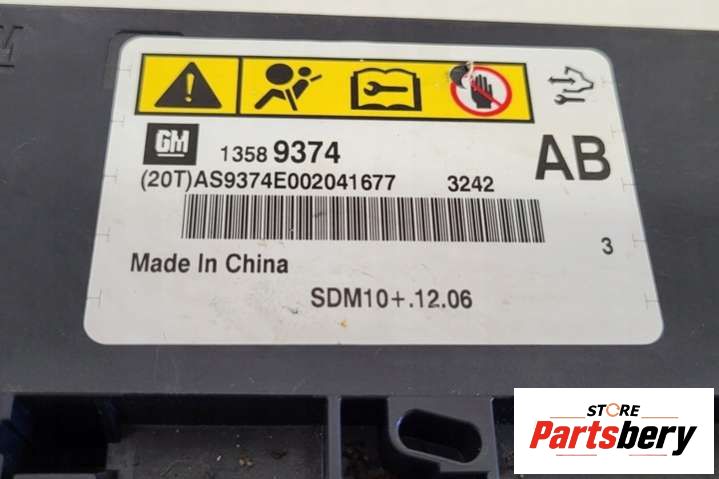 GM 1358 9374 AB
(20T)AS9374E002041677 3242
3
Made In China
SDM10+.12.06
STORE
Partsbery